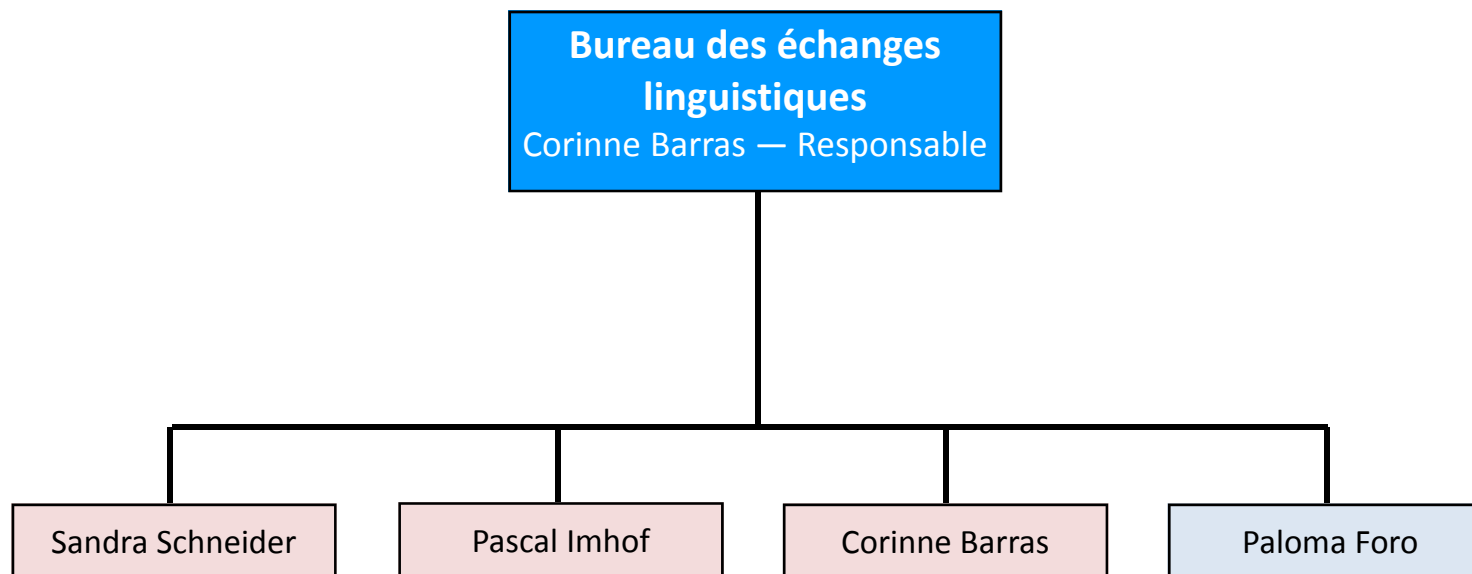 Bureau des échanges
linguistiques
Corinne Barras — Responsable
Sandra Schneider
Pascal Imhof
Corinne Barras
Paloma Foro